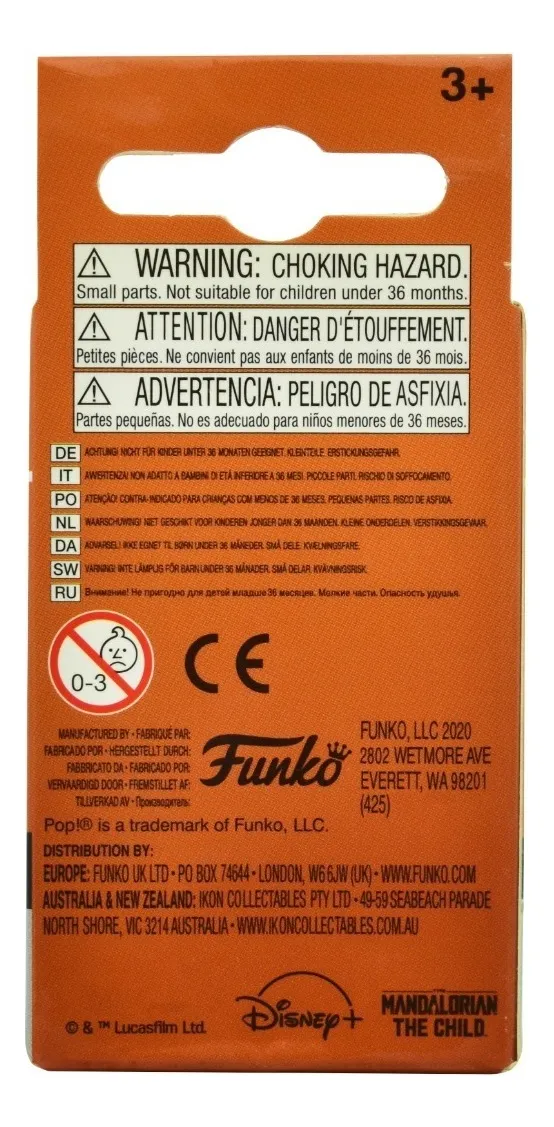 3+
WARNING: CHOKING HAZARD.
Small parts. Not suitable for children under 36 months.
ATTENTION: DANGER D'ÉTOUFFEMENT.
Petites pièces. Ne convient pas aux enfants de moins de 36 mois.
ADVERTENCIA: PELIGRO DE ASFIXIA.
Partes pequeñas. No es adecuado para niños menores de 36 meses.
DE ACHTUNG! NICHT FÜR KINDER UNTER 36 MONATEN GEEIGNET. KLEINTEILE. ERSTICKUNGSGEFAHR.
IT AVVERTENZA! NON ADATTO A BAMBINI DI ETÀ INFERIORE A 36 MESI. PICCOLE PARTI. RISCHIO DI SOFFOCAMENTO.
PO ATENÇÃO! CONTRA-INDICADO PARA CRIANÇAS COM MENOS DE 36 MESES. PEQUENAS PARTES. RISCO DE ASFIXIA.
NL WAARSCHUWING! NIET GESCHIKT VOOR KINDEREN JONGER DAN 36 MAANDEN. KLEINE ONDERDELEN. VERSTIKKINGSGEVAAR.
DA ADVARSEL! IKKE EGNET TIL BØRN UNDER 36 MÅNEDER. SMÅ DELE. KVÆLNINGSFARE.
SW VARNING! INTE LÄMPLIG FÖR BARN UNDER 36 MÅNADER. SMÅ DELAR. KVÄVNINGSRISK.
RU Внимание! Не пригодно для детей младше 36 месяцев. Мелкие части. Опасность удушья.
0-3
CE
MANUFACTURED BY • FABRIQUÉ PAR:
FABRICADO POR • HERGESTELLT DURCH:
FABBRICATO DA • FABRICADO POR:
VERVAARDIGD DOOR • FREMSTILLET AF:
TILLVERKAD AV • Производитель:
Funko
FUNKO, LLC 2020
2802 WETMORE AVE
EVERETT, WA 98201
(425)
Pop!® is a trademark of Funko, LLC.
DISTRIBUTION BY:
EUROPE: FUNKO UK LTD • PO BOX 74644 • LONDON, W6 6JW (UK) • WWW.FUNKO.COM
AUSTRALIA & NEW ZEALAND: IKON COLLECTABLES PTY LTD • 49-59 SEABEACH PARADE
NORTH SHORE, VIC 3214 AUSTRALIA • WWW.IKONCOLLECTABLES.COM.AU
© & ™ Lucasfilm Ltd.
Disney+
THE
MANDALORIAN
THE CHILD